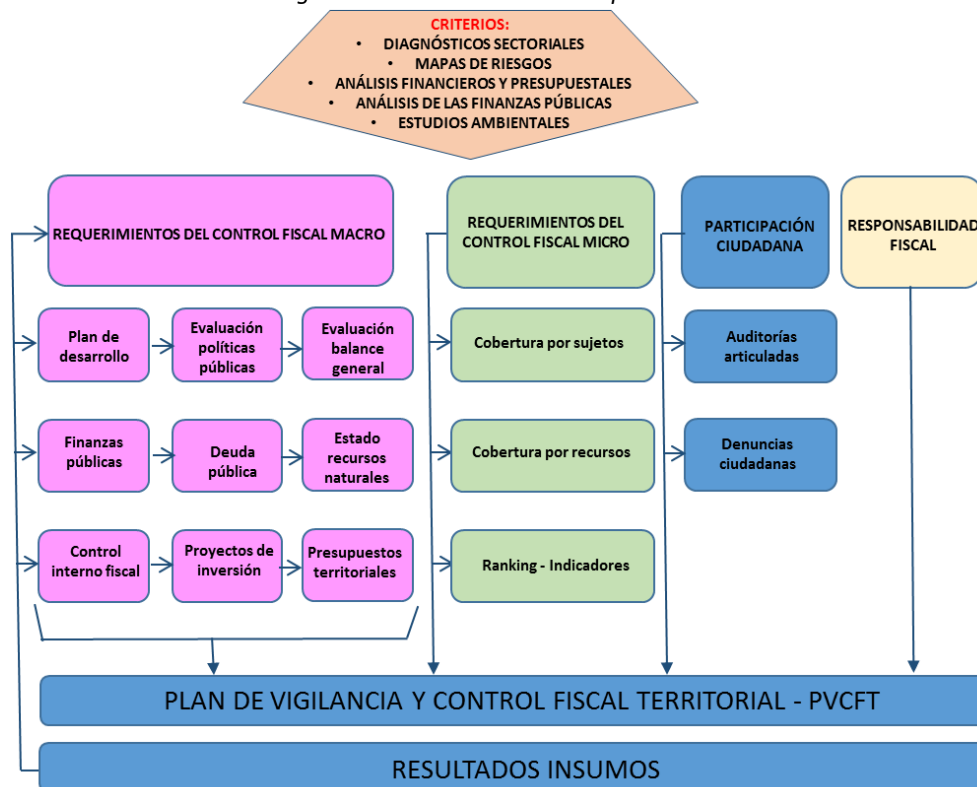 CRITERIOS:
• DIAGNÓSTICOS SECTORIALES
• MAPAS DE RIESGOS
• ANÁLISIS FINANCIEROS Y PRESUPUESTALES
• ANÁLISIS DE LAS FINANZAS PÚBLICAS
• ESTUDIOS AMBIENTALES
REQUERIMIENTOS DEL CONTROL FISCAL MACRO
REQUERIMIENTOS DEL
CONTROL FISCAL MICRO
PARTICIPACIÓN
CIUDADANA
RESPONSABILIDAD
FISCAL
Plan de
desarrollo
Evaluación
políticas
públicas
Evaluación
balance
general
Cobertura por sujetos
Auditorías
articuladas
Finanzas
públicas
Deuda
pública
Estado
recursos
naturales
Cobertura por recursos
Denuncias
ciudadanas
Control
interno fiscal
Proyectos de
inversión
Presupuestos
territoriales
Ranking - Indicadores
PLAN DE VIGILANCIA Y CONTROL FISCAL TERRITORIAL - PVCFT
RESULTADOS INSUMOS